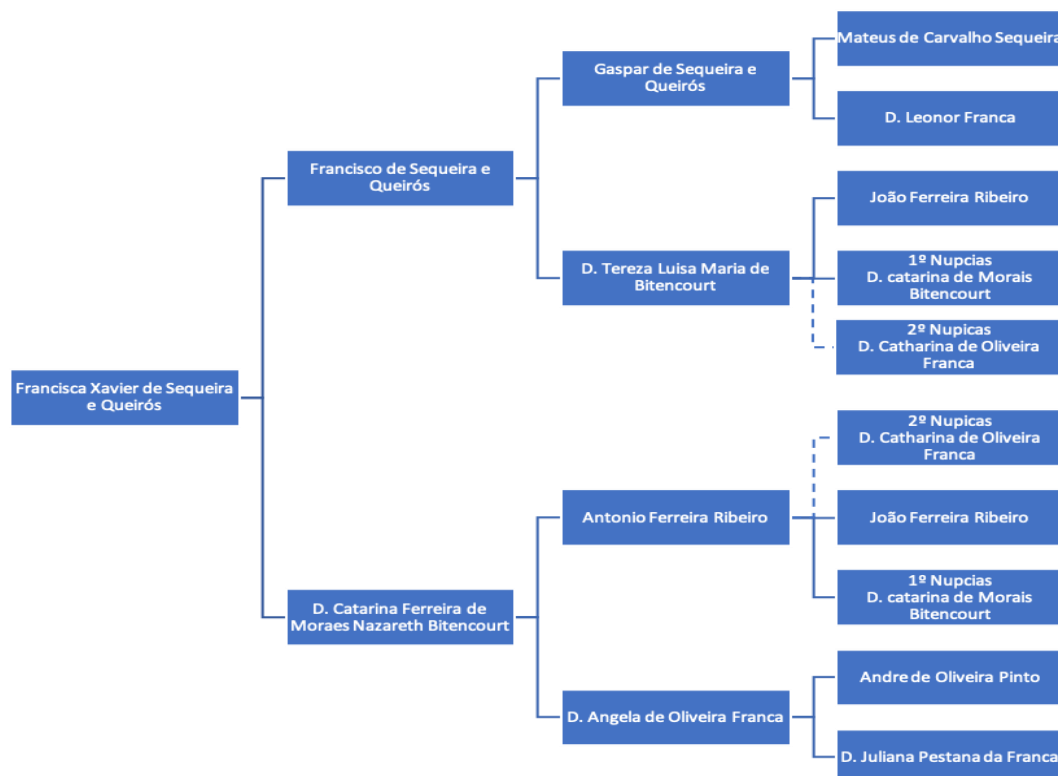 Mateus de Carvalho Sequeira
Gaspar de Sequeira e
Queirós
D. Leonor Franca
Francisco de Sequeira e
Queirós
João Ferreira Ribeiro
D. Tereza Luisa Maria de
Bitencourt
1º Nupcias
D. catarina de Morais
Bitencourt
2º Nupicas
D. Catharina de Oliveira
Franca
Francisca Xavier de Sequeira
e Queirós
2º Nupicas
D. Catharina de Oliveira
Franca
Antonio Ferreira Ribeiro
João Ferreira Ribeiro
1º Nupcias
D. catarina de Morais
Bitencourt
D. Catarina Ferreira de
Moraes Nazareth Bitencourt
Andre de Oliveira Pinto
D. Angela de Oliveira Franca
D. Juliana Pestana da Franca